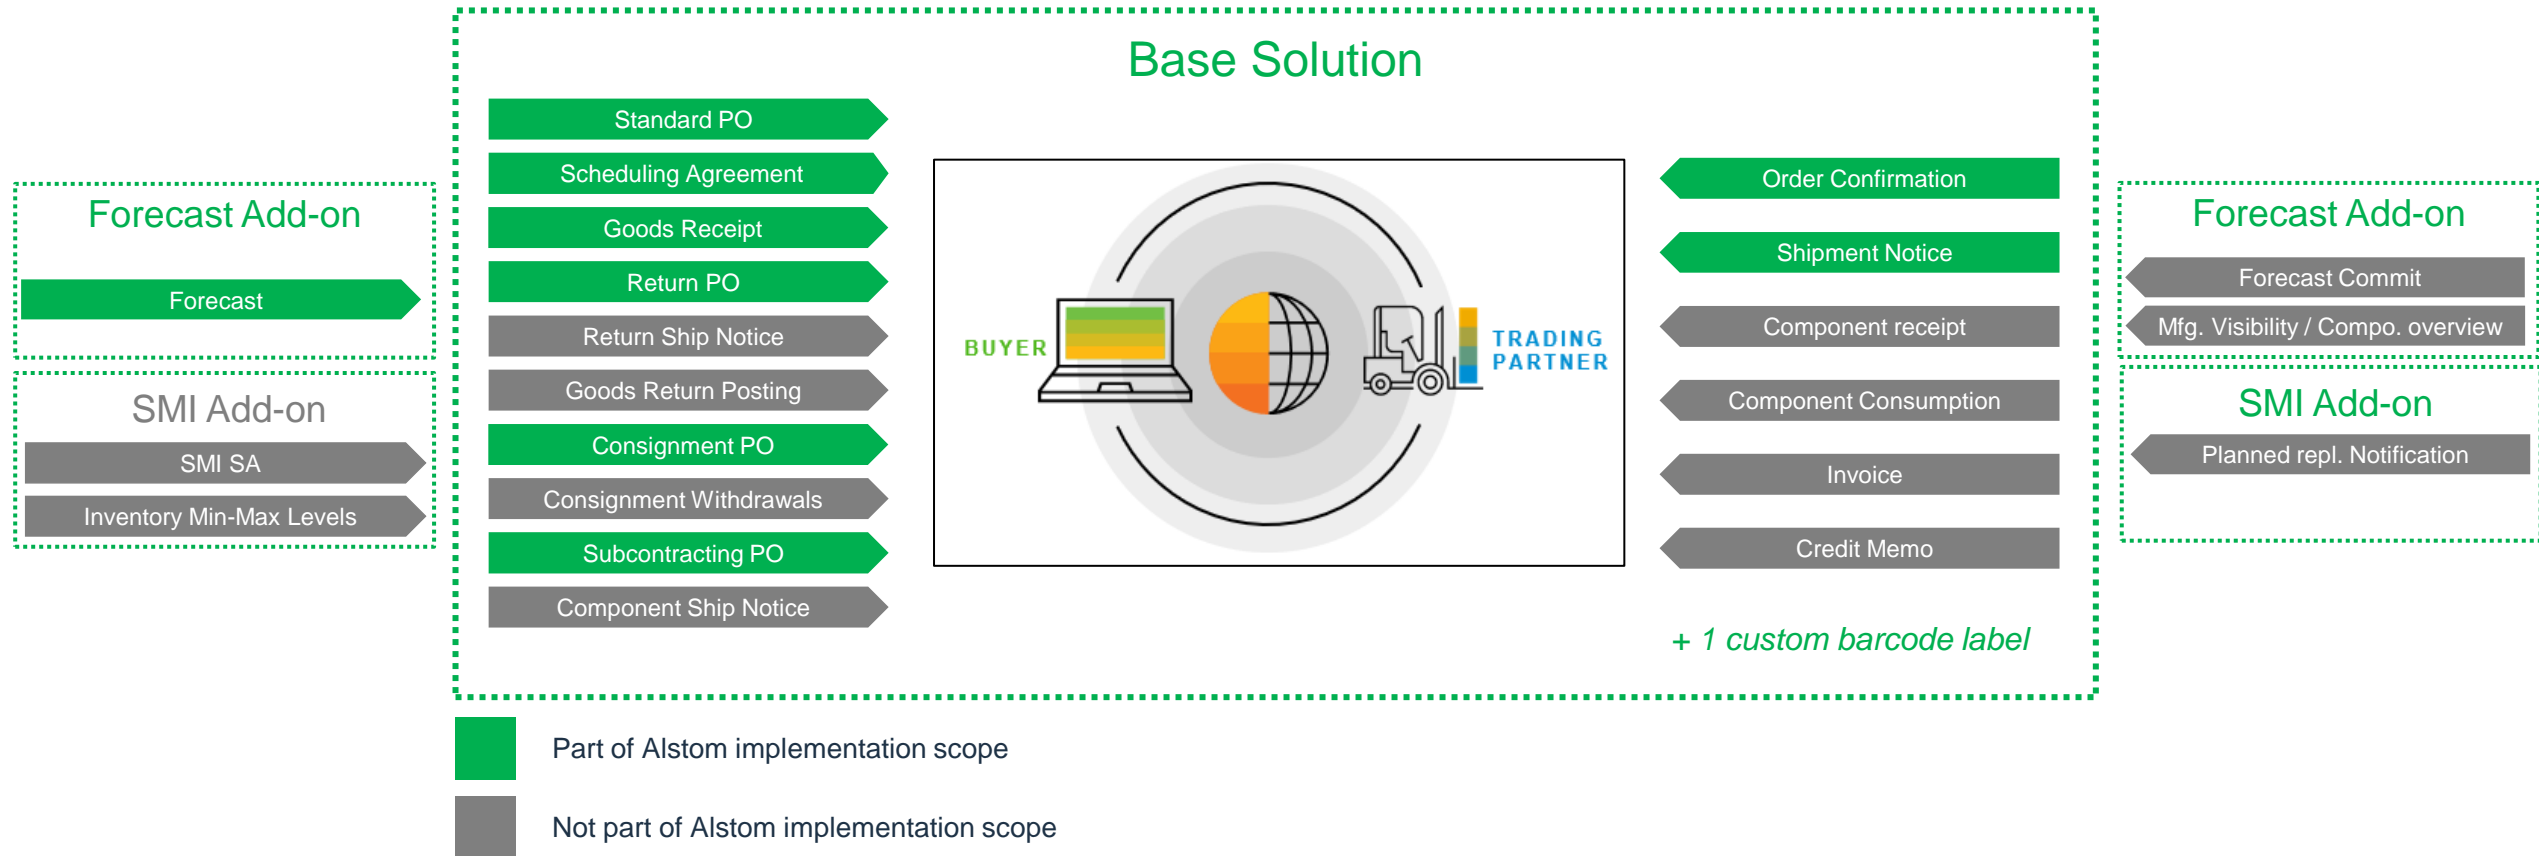 Base Solution
Forecast Add-on
Forecast
SMI Add-on
SMI SA
Inventory Min-Max Levels
Standard PO
Scheduling Agreement
Goods Receipt
Return PO
Return Ship Notice
Goods Return Posting
Consignment PO
Consignment Withdrawals
Subcontracting PO
Component Ship Notice
BUYER
TRADING
PARTNER
Order Confirmation
Shipment Notice
Component receipt
Component Consumption
Invoice
Credit Memo
+ 1 custom barcode label
Forecast Add-on
Forecast Commit
Mfg. Visibility / Compo. overview
SMI Add-on
Planned repl. Notification
Part of Alstom implementation scope
Not part of Alstom implementation scope